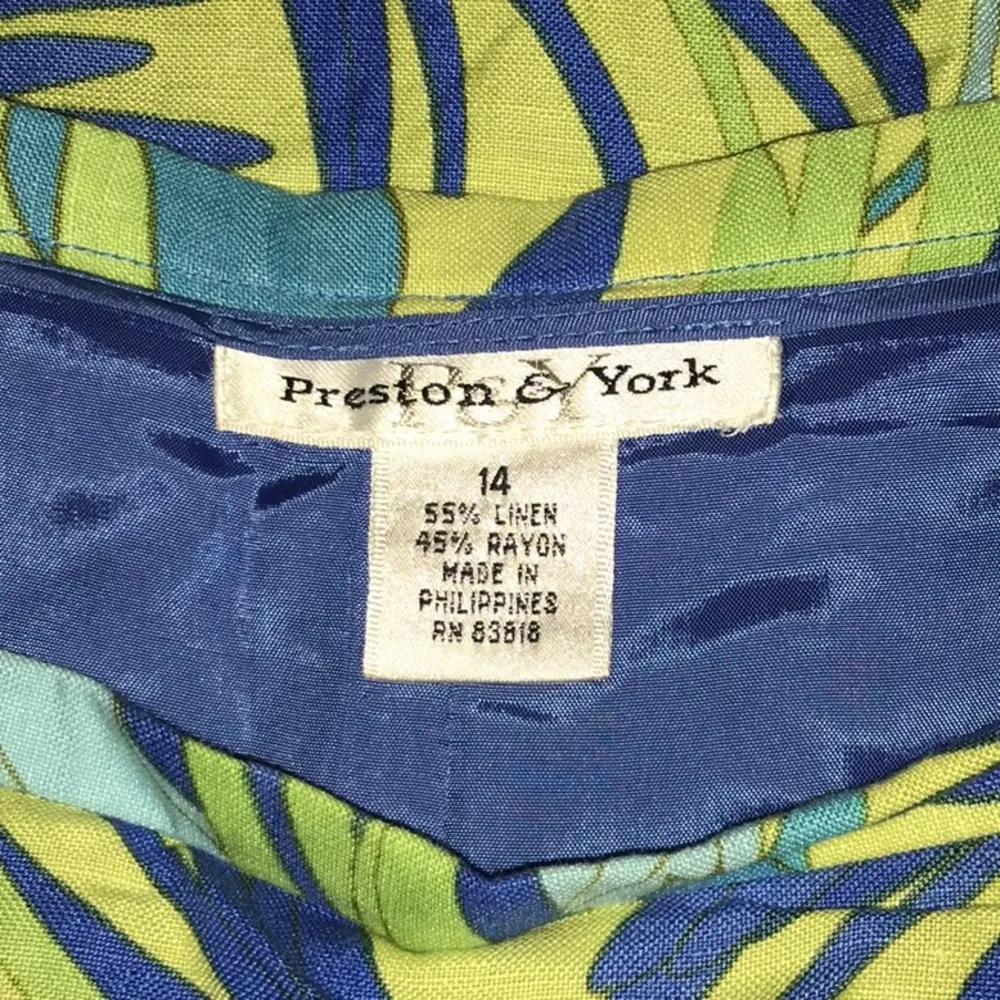 Preston & York
P&Y
14
55% LINEN
45% RAYON
MADE IN
PHILIPPINES
RN 83818